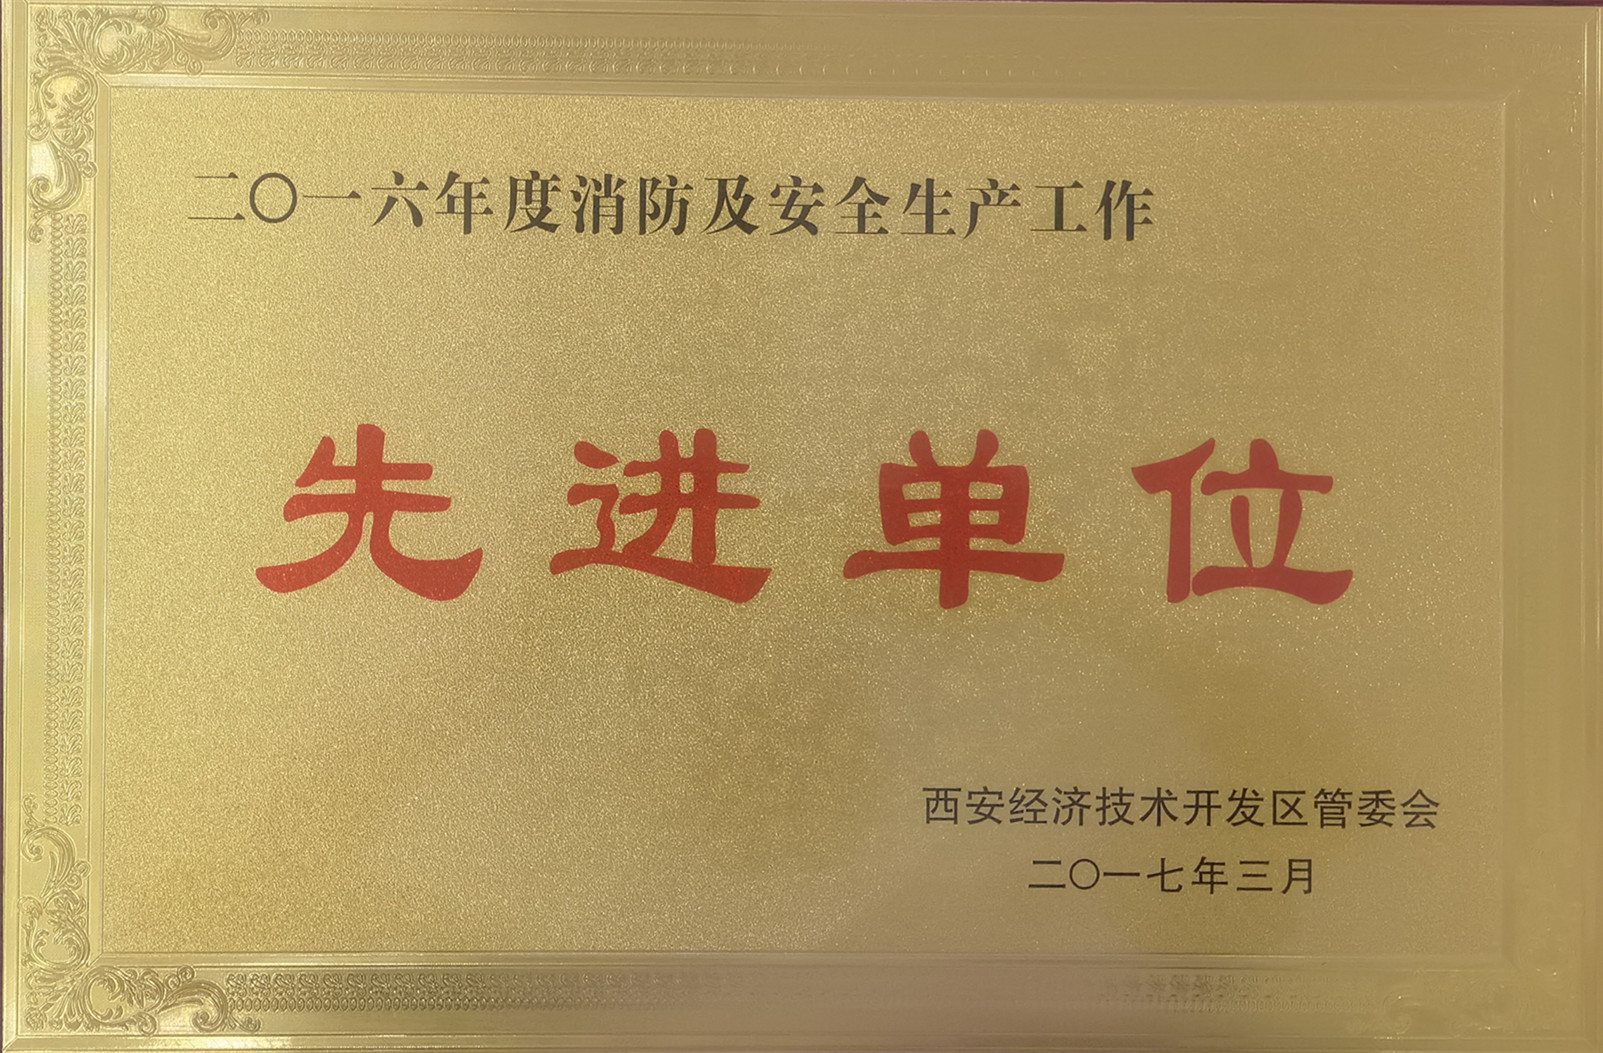 二〇一六年度消防及安全生产工作
先进单位
西安经济技术开发区管委会
二〇一七年三月